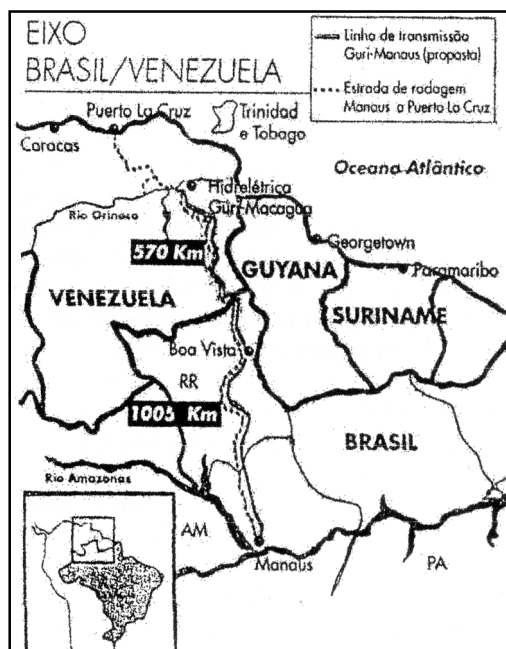 EIXO
BRASIL/VENEZUELA
Linha de transmissão
Guri-Manaus (proposta)
Estrada de rodagem
Manaus a Puerto La Cruz
Puerto La Cruz
Trinidad
e Tobago
Caracas
Oceano Atlântico
Hidrelétrica
Guri-Macagua
Rio Orinoco
Georgetown
570 Km
GUYANA
Paramaribo
VENEZUELA
SURINAME
Boa Vista
RR
1005 Km
BRASIL
Rio Amazonas
AM
Manaus
PA